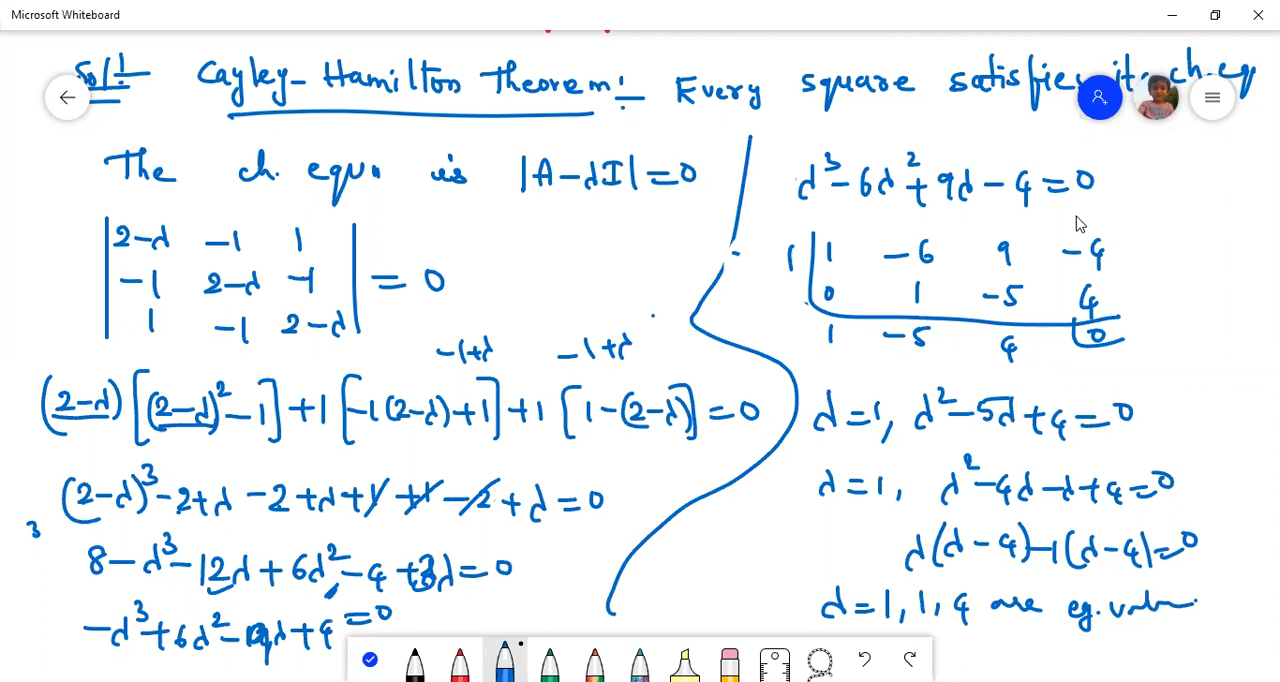 Microsoft Whiteboard
Sol! Cayley-Hamilton Theorem:- Every square satisfies its ch.eq
The ch. equn is |A-λI|=0
|2-λ -1 1|
|-1 2-λ -1| = 0
|1 -1 2-λ|
-1+λ -1+λ
(2-λ)[(2-λ)²-1]+1[-1(2-λ)+1]+1[1-(2-λ)]=0
(2-λ)³-2+λ-2+λ+1+1-2+λ=0
3
8-λ³-12λ+6λ²-4+3λ=0
-λ³+6λ²-9λ+4=0
λ³-6λ²+9λ-4=0
1| 1 -6 9 -4
0 1 -5 4
1 -5 4 |0
λ=1, λ²-5λ+4=0
λ=1, λ²-4λ-λ+4=0
λ(λ-4)-1(λ-4)=0
λ=1,1,4 are eg. values.